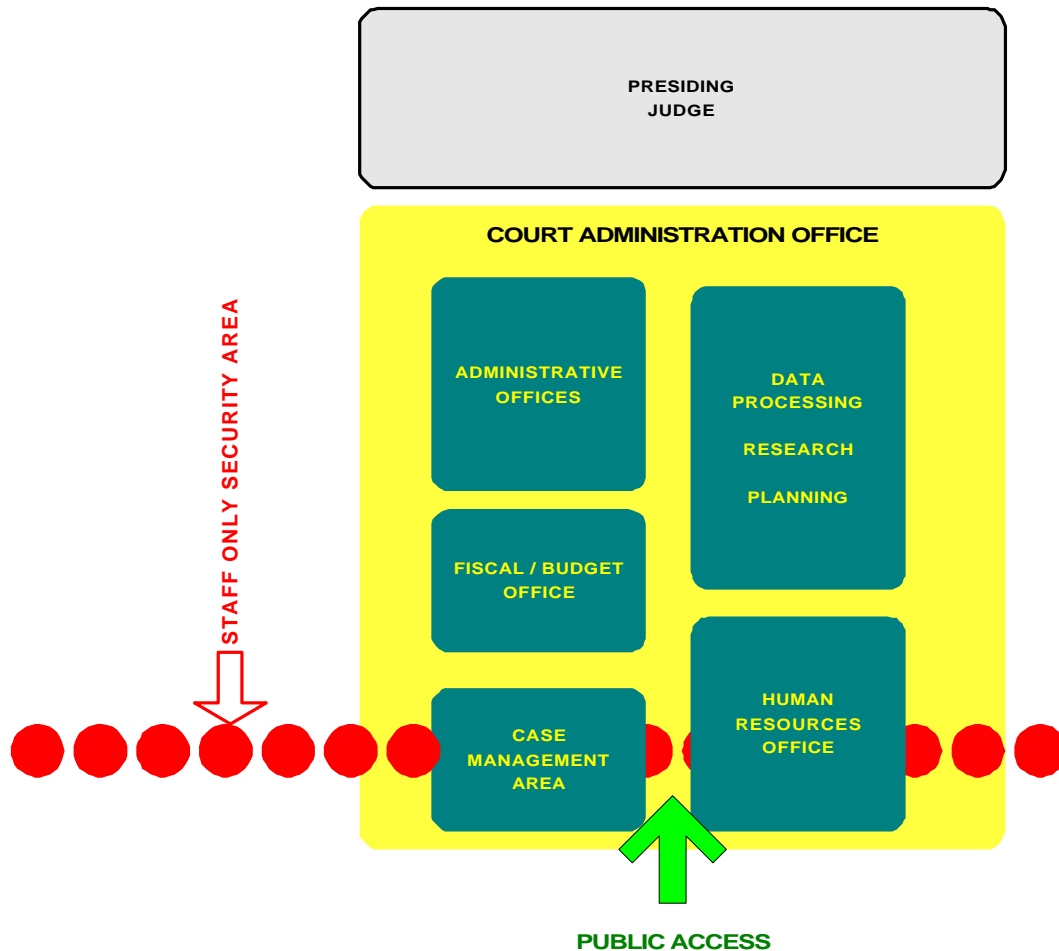 PRESIDING
JUDGE
COURT ADMINISTRATION OFFICE
STAFF ONLY SECURITY AREA
ADMINISTRATIVE
OFFICES
DATA
PROCESSING
RESEARCH
PLANNING
FISCAL / BUDGET
OFFICE
CASE
MANAGEMENT
AREA
HUMAN
RESOURCES
OFFICE
PUBLIC ACCESS